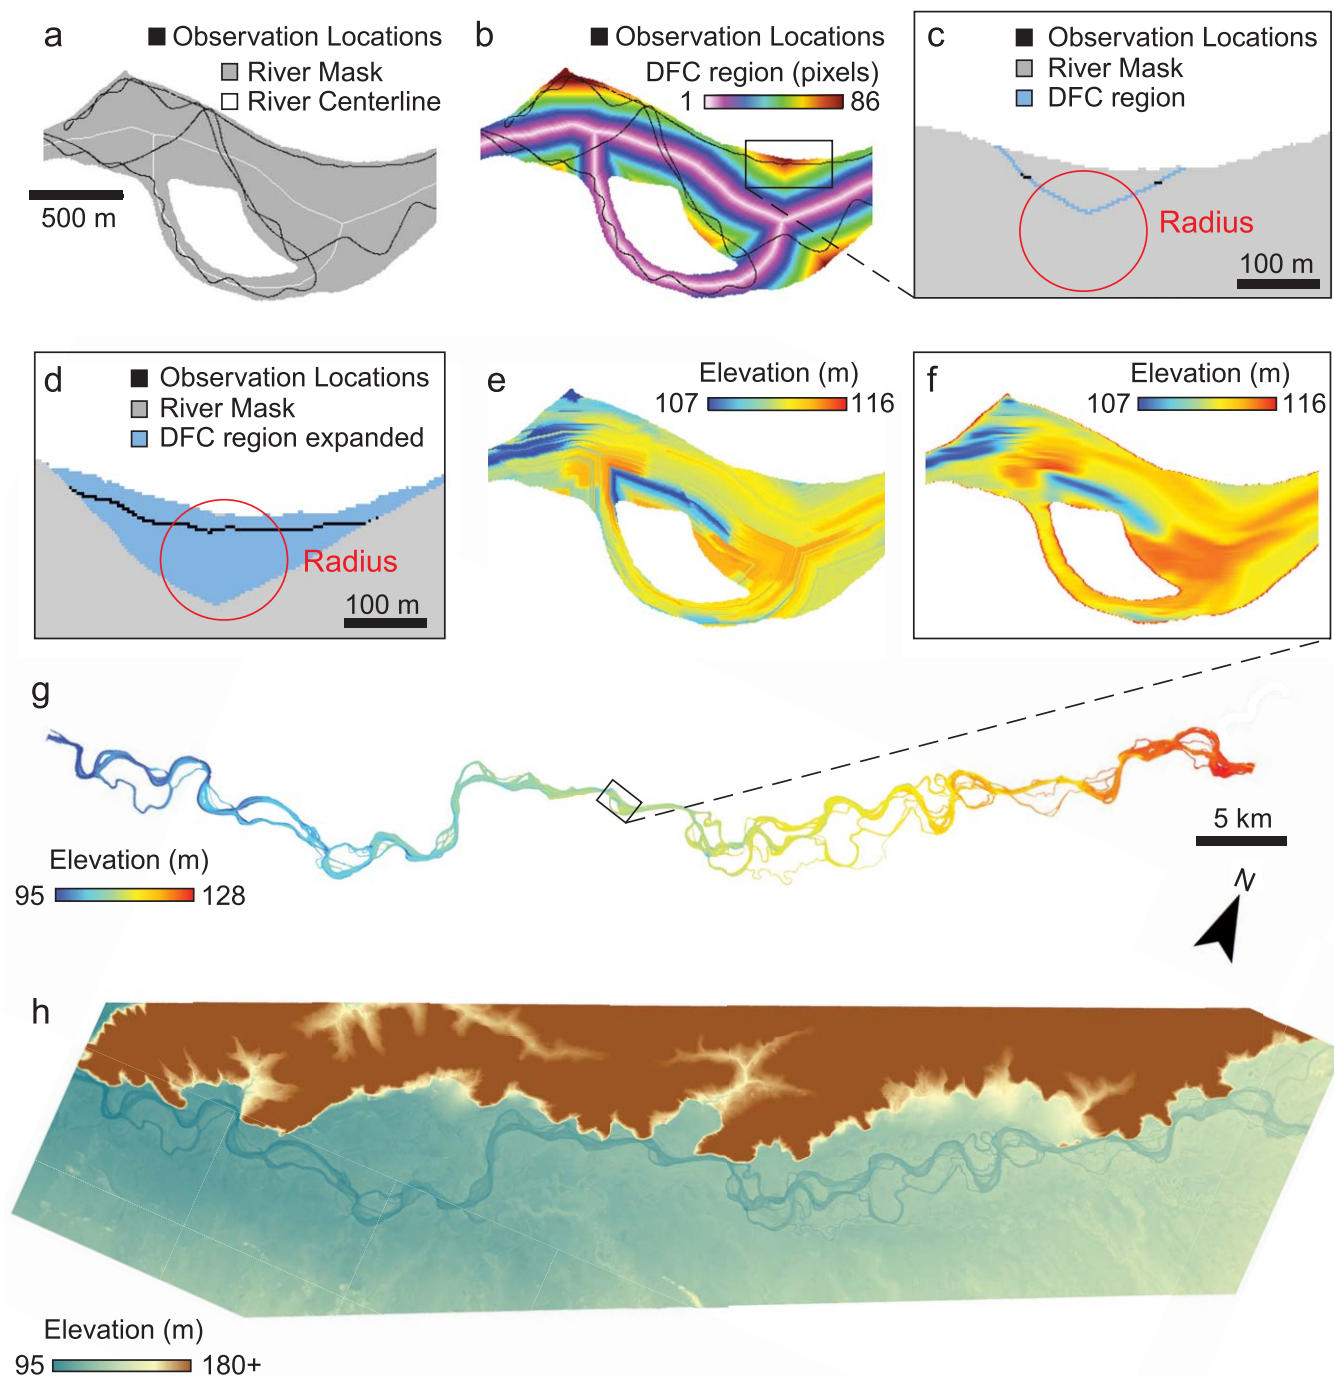 a
Observation Locations
River Mask
River Centerline
500 m
b
Observation Locations
DFC region (pixels)
1 86
c
Observation Locations
River Mask
DFC region
Radius
100 m
d
Observation Locations
River Mask
DFC region expanded
Radius
100 m
e
Elevation (m)
107 116
f
Elevation (m)
107 116
g
5 km
Elevation (m)
95 128
N
h
Elevation (m)
95 180+